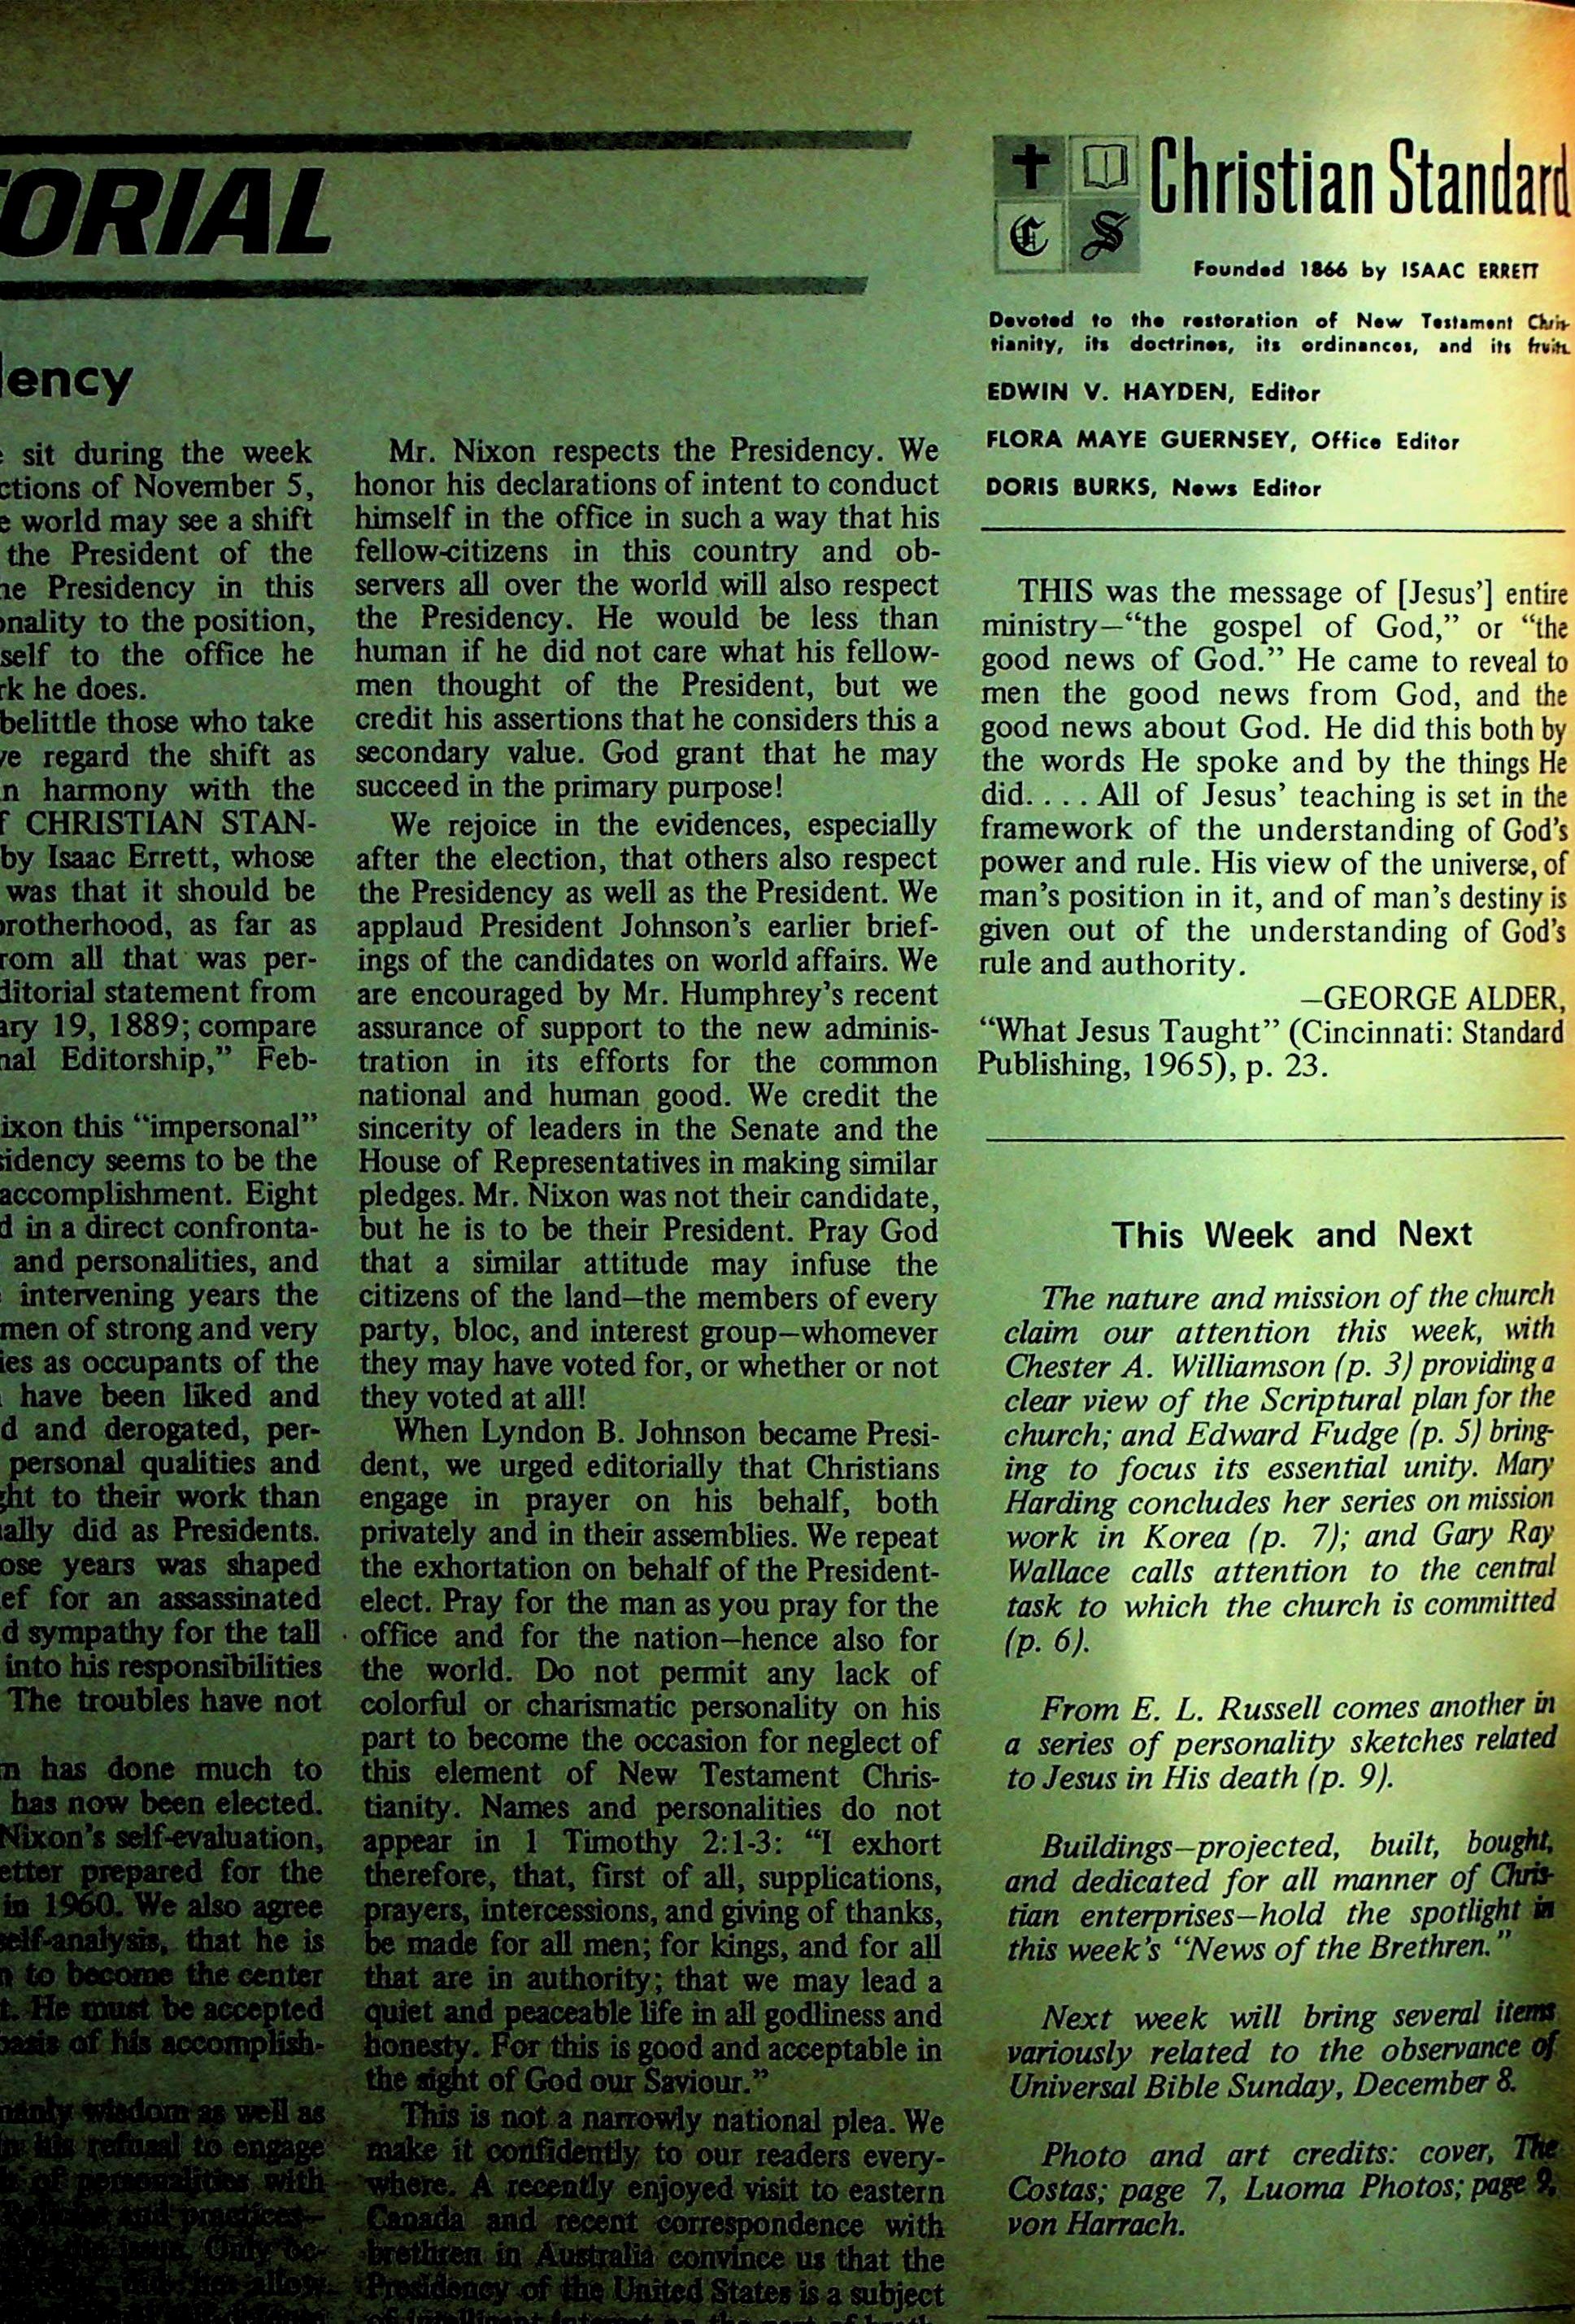 ORIAL
ency
sit during the week
ctions of November 5,
e world may see a shift
the President of the
he Presidency in this
onality to the position,
self to the office he
rk he does.
belittle those who take
ve regard the shift as
n harmony with the
f CHRISTIAN STAN-
by Isaac Errett, whose
was that it should be
rotherhood, as far as
rom all that was per-
ditorial statement from
ary 19, 1889; compare
nal Editorship,” Feb-
ixon this “impersonal”
sidency seems to be the
accomplishment. Eight
d in a direct confronta-
and personalities, and
intervening years the
men of strong and very
ies as occupants of the
have been liked and
d and derogated, per-
personal qualities and
ght to their work than
ally did as Presidents.
ose years was shaped
ef for an assassinated
d sympathy for the tall
into his responsibilities
The troubles have not
n has done much to
has now been elected.
Nixon’s self-evaluation,
etter prepared for the
in 1960. We also agree
self-analysis, that he is
n to become the center
t. He must be accepted
basis of his accomplish-
manly wisdom as well as
his refusal to engage
of personalities with
and practices—
Mr. Nixon respects the Presidency. We
honor his declarations of intent to conduct
himself in the office in such a way that his
fellow-citizens in this country and ob-
servers all over the world will also respect
the Presidency. He would be less than
human if he did not care what his fellow-
men thought of the President, but we
credit his assertions that he considers this a
secondary value. God grant that he may
succeed in the primary purpose!
We rejoice in the evidences, especially
after the election, that others also respect
the Presidency as well as the President. We
applaud President Johnson’s earlier brief-
ings of the candidates on world affairs. We
are encouraged by Mr. Humphrey’s recent
assurance of support to the new adminis-
tration in its efforts for the common
national and human good. We credit the
sincerity of leaders in the Senate and the
House of Representatives in making similar
pledges. Mr. Nixon was not their candidate,
but he is to be their President. Pray God
that a similar attitude may infuse the
citizens of the land—the members of every
party, bloc, and interest group—whomever
they may have voted for, or whether or not
they voted at all!
When Lyndon B. Johnson became Presi-
dent, we urged editorially that Christians
engage in prayer on his behalf, both
privately and in their assemblies. We repeat
the exhortation on behalf of the President-
elect. Pray for the man as you pray for the
office and for the nation—hence also for
the world. Do not permit any lack of
colorful or charismatic personality on his
part to become the occasion for neglect of
this element of New Testament Chris-
tianity. Names and personalities do not
appear in 1 Timothy 2:1-3: “I exhort
therefore, that, first of all, supplications,
prayers, intercessions, and giving of thanks,
be made for all men; for kings, and for all
that are in authority; that we may lead a
quiet and peaceable life in all godliness and
honesty. For this is good and acceptable in
the sight of God our Saviour.”
This is not a narrowly national plea. We
make it confidently to our readers every-
where. A recently enjoyed visit to eastern
Canada and recent correspondence with
brethren in Australia convince us that the
Presidency of the United States is a subject
C S
Christian Standard
Founded 1866 by ISAAC ERRETT
Devoted to the restoration of New Testament Chris-
tianity, its doctrines, its ordinances, and its fruits.
EDWIN V. HAYDEN, Editor
FLORA MAYE GUERNSEY, Office Editor
DORIS BURKS, News Editor
THIS was the message of [Jesus’] entire
ministry—“the gospel of God,” or “the
good news of God.” He came to reveal to
men the good news from God, and the
good news about God. He did this both by
the words He spoke and by the things He
did. . . . All of Jesus’ teaching is set in the
framework of the understanding of God’s
power and rule. His view of the universe, of
man’s position in it, and of man’s destiny is
given out of the understanding of God’s
rule and authority.
—GEORGE ALDER,
“What Jesus Taught” (Cincinnati: Standard
Publishing, 1965), p. 23.
This Week and Next
The nature and mission of the church
claim our attention this week, with
Chester A. Williamson (p. 3) providing a
clear view of the Scriptural plan for the
church; and Edward Fudge (p. 5) bring-
ing to focus its essential unity. Mary
Harding concludes her series on mission
work in Korea (p. 7); and Gary Ray
Wallace calls attention to the central
task to which the church is committed
(p. 6).
From E. L. Russell comes another in
a series of personality sketches related
to Jesus in His death (p. 9).
Buildings—projected, built, bought,
and dedicated for all manner of Chris-
tian enterprises—hold the spotlight in
this week’s “News of the Brethren.”
Next week will bring several items
variously related to the observance of
Universal Bible Sunday, December 8.
Photo and art credits: cover, The
Costas; page 7, Luoma Photos; page 9,
von Harrach.